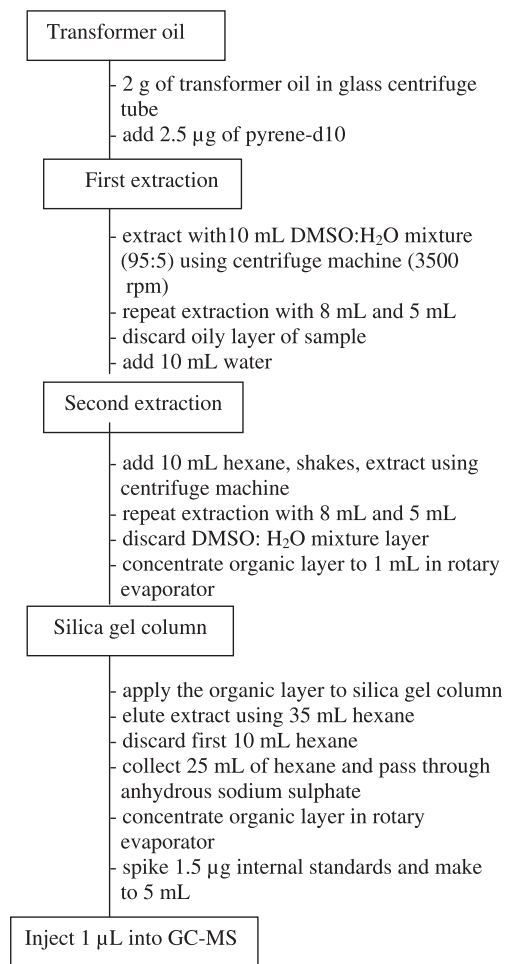 Transformer oil
- 2 g of transformer oil in glass centrifuge
tube
- add 2.5 µg of pyrene-d10
First extraction
- extract with10 mL DMSO:H₂O mixture
(95:5) using centrifuge machine (3500
rpm)
- repeat extraction with 8 mL and 5 mL
- discard oily layer of sample
- add 10 mL water
Second extraction
- add 10 mL hexane, shakes, extract using
centrifuge machine
- repeat extraction with 8 mL and 5 mL
- discard DMSO: H₂O mixture layer
- concentrate organic layer to 1 mL in rotary
evaporator
Silica gel column
- apply the organic layer to silica gel column
- elute extract using 35 mL hexane
- discard first 10 mL hexane
- collect 25 mL of hexane and pass through
anhydrous sodium sulphate
- concentrate organic layer in rotary
evaporator
- spike 1.5 µg internal standards and make
to 5 mL
Inject 1 µL into GC-MS